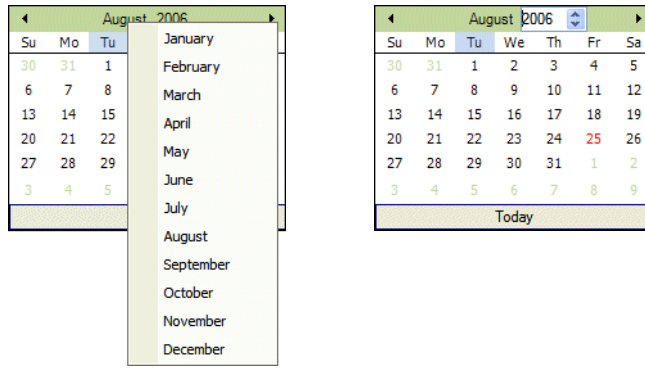 August 2006
Su Mo Tu
30 31 1
6 7 8
13 14 15
20 21 22
27 28 29
3 4 5
January
February
March
April
May
June
July
August
September
October
November
December
August 2006
Su Mo Tu We Th Fr Sa
30 31 1 2 3 4 5
6 7 8 9 10 11 12
13 14 15 16 17 18 19
20 21 22 23 24 25 26
27 28 29 30 31 1 2
3 4 5 6 7 8 9
Today